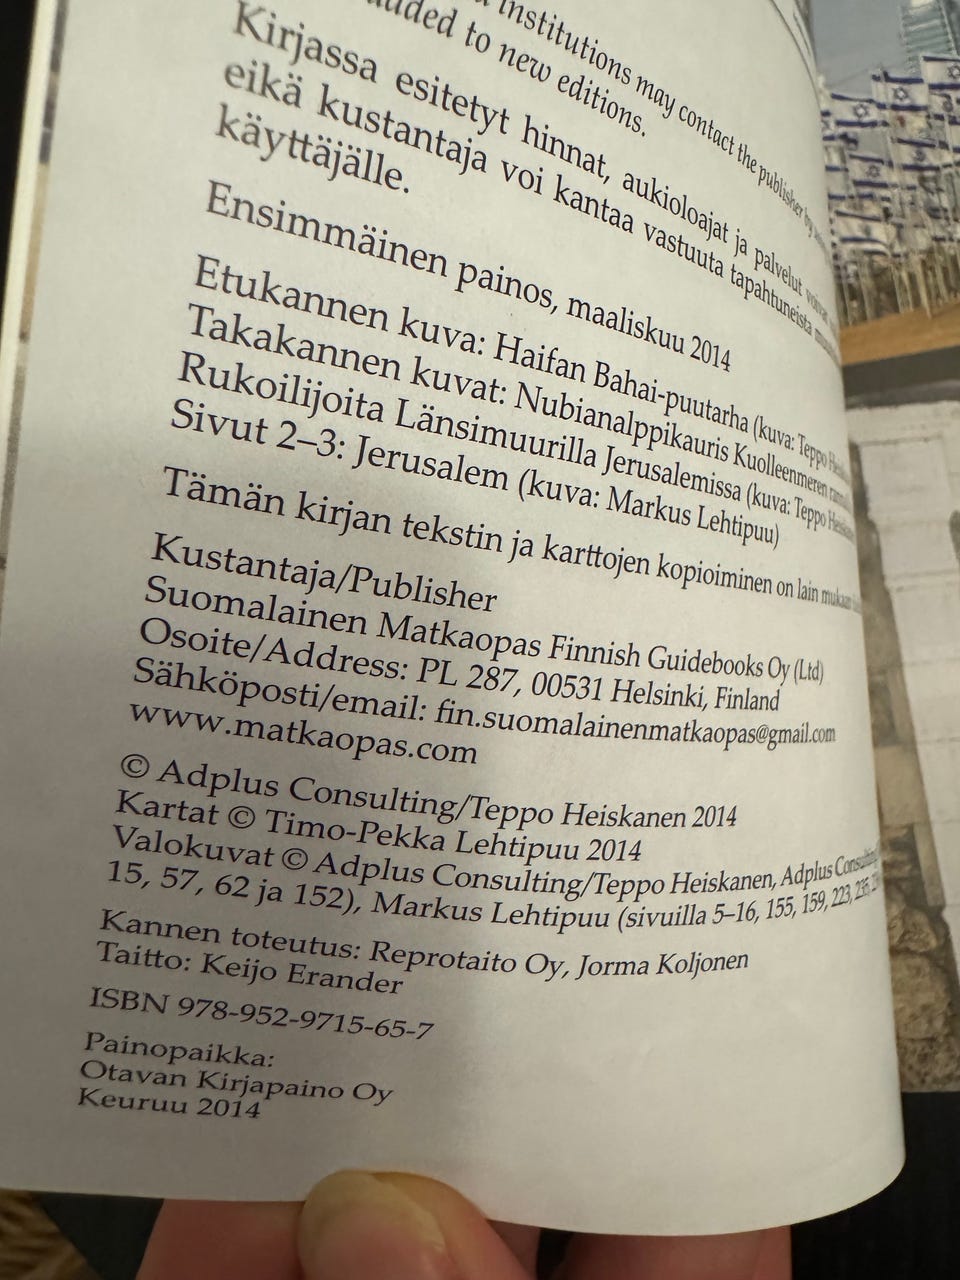 institutions may contact the publisher by
added to new editions.
Kirjassa esitetyt hinnat, aukioloajat ja palvelut
eikä kustantaja voi kantaa vastuuta tapahtuneista
käyttäjälle.
Ensimmäinen painos, maaliskuu 2014
Etukannen kuva: Haifan Bahai-puutarha (kuva: Teppo
Takakannen kuvat: Nubianalppikauris Kuolleenmeren
Rukoilijoita Länsimuurilla Jerusalemissa (kuva: Teppo
Sivut 2–3: Jerusalem (kuva: Markus Lehtipuu)
Tämän kirjan tekstin ja karttojen kopioiminen on lain mukaan
Kustantaja/Publisher
Suomalainen Matkaopas Finnish Guidebooks Oy (Ltd)
Osoite/Address: PL 287, 00531 Helsinki, Finland
Sähköposti/email: fin.suomalainenmatkaopas@gmail.com
www.matkaopas.com
© Adplus Consulting/Teppo Heiskanen 2014
Kartat © Timo-Pekka Lehtipuu 2014
Valokuvat © Adplus Consulting/Teppo Heiskanen, Adplus Consulting
15, 57, 62 ja 152), Markus Lehtipuu (sivuilla 5–16, 155, 159, 223, 235,
Kannen toteutus: Reprotaito Oy, Jorma Koljonen
Taitto: Keijo Erander
ISBN 978-952-9715-65-7
Painopaikka:
Otavan Kirjapaino Oy
Keuruu 2014